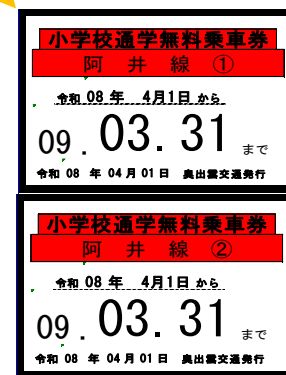 小学校通学無料乗車券
阿 井 線 ①
令和 08 年 4月1日 から
09 . 03. 31 まで
令和 08 年 04 月 01 日 奥出雲交通発行
小学校通学無料乗車券
阿 井 線 ②
令和 08 年 4月1日 から
09 . 03. 31 まで
令和 08 年 04 月 01 日 奥出雲交通発行